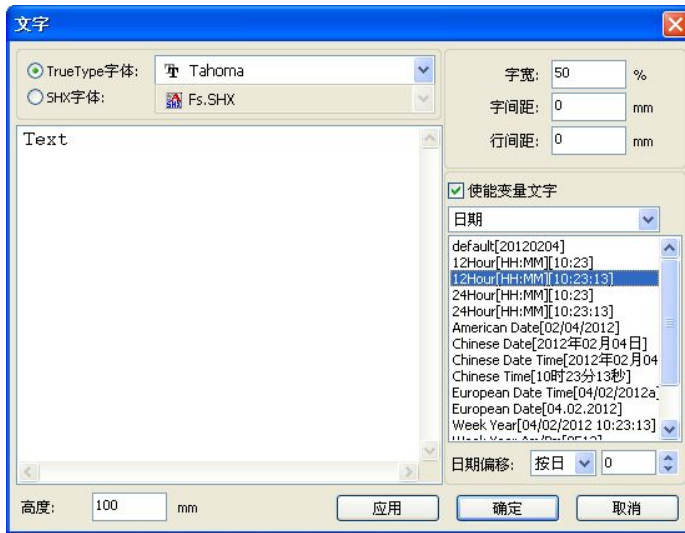 文字
TrueType字体:
Tahoma
SHX字体:
Fs.SHX
字宽:
50
%
字间距:
0
mm
行间距:
0
mm
Text
使能变量文字
日期
default[20120204]
12Hour[HH:MM][10:23]
12Hour[HH:MM][10:23:13]
24Hour[HH:MM][10:23]
24Hour[HH:MM][10:23:13]
American Date[02/04/2012]
Chinese Date[2012年02月04日]
Chinese Date Time[2012年02月04
Chinese Time[10时23分13秒]
European Date Time[04/02/2012a]
European Date[04.02.2012]
Week Year[04/02/2012 10:23:13]
日期偏移:
按日
0
高度:
100
mm
应用
确定
取消